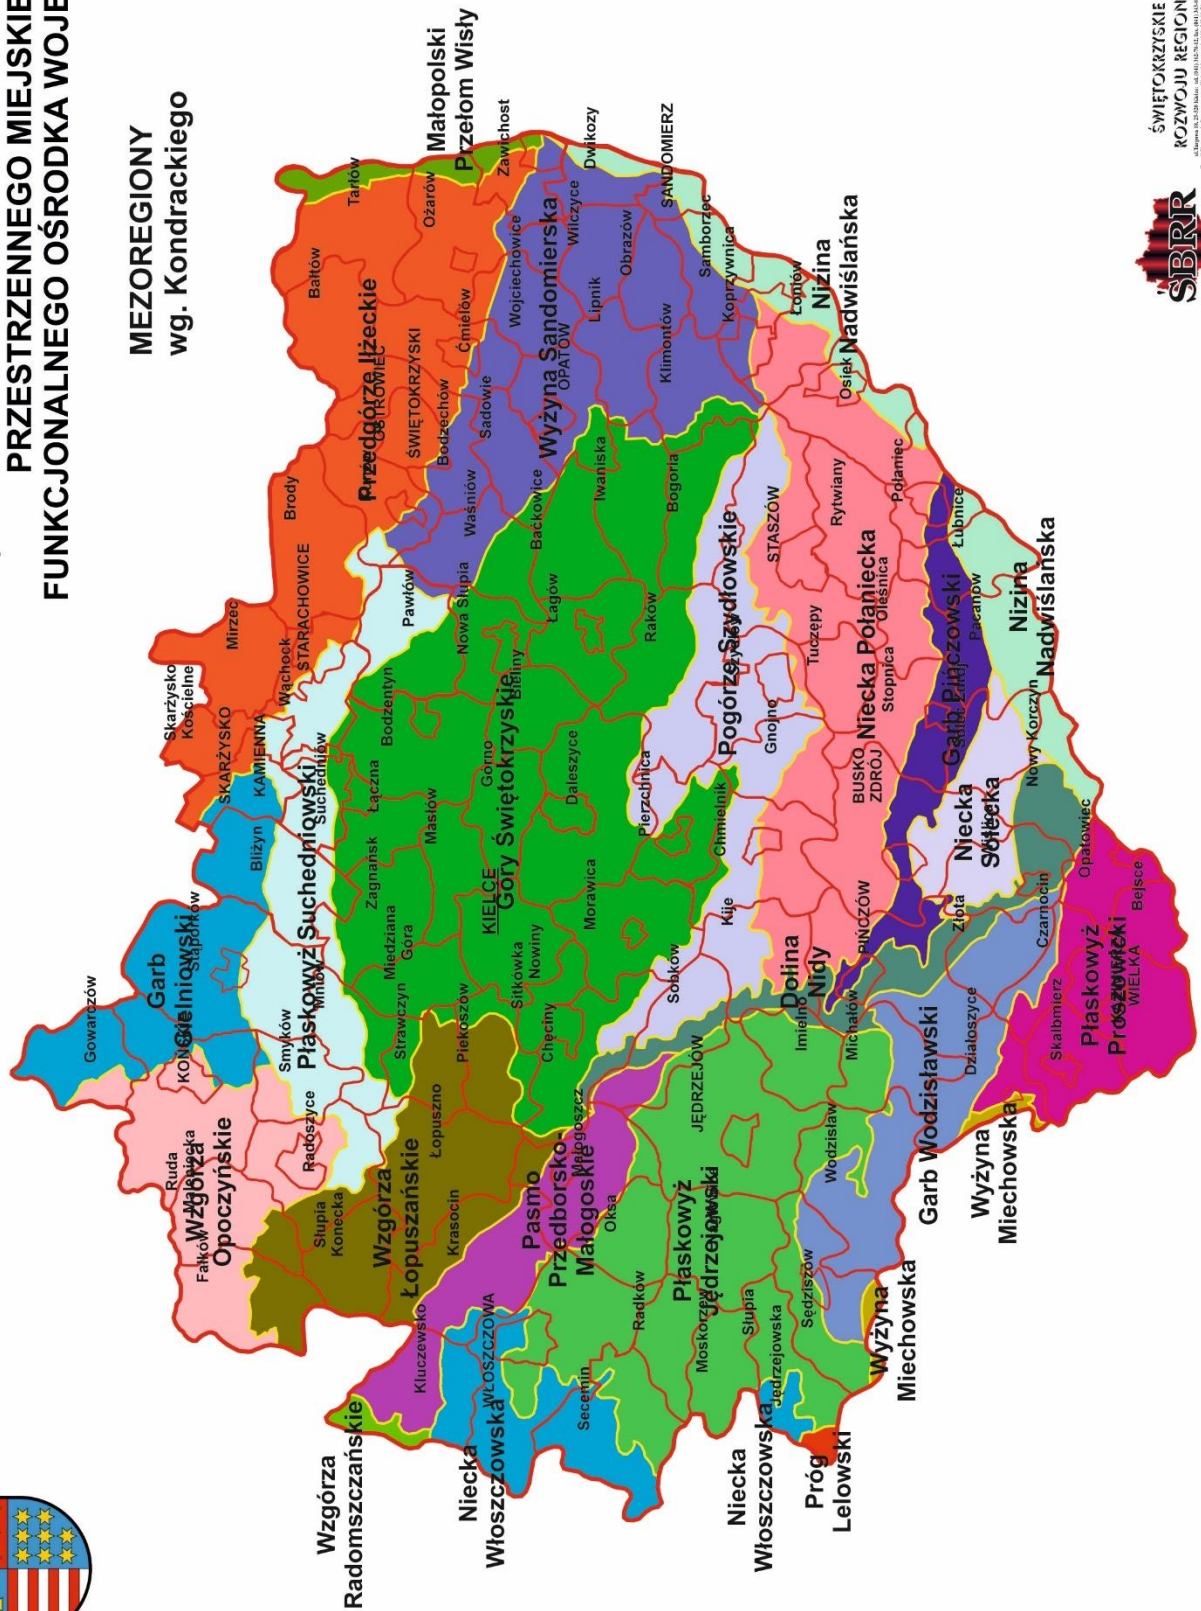 PRZESTRZENNEGO MIEJSKIE
FUNKCJONALNEGO OŚRODKA WOJE
MEZOREGIONY
wg. Kondrackiego
Małopolski
Przełom Wisły
Tarłów
Ożarów
Zawichost
Dwikozy
SANDOMIERZ
Bałtów
Przedgórze Iłżeckie
OSTROWIEC
ŚWIĘTOKRZYSKI
Ćmielów
Bodzechów
Brody
Wojciechowice
Wilczyce
Wyżyna Sandomierska
OPATÓW
Sadowie
Lipnik
Obrazów
Samborzec
Koprzywnica
Klimontów
Łoniów
Nizina
Nadwiślańska
Osiek
Waśniów
Baćkowice
Iwaniska
Bogoria
Skarżysko
Kościelne
Mirzec
STARACHOWICE
Wąchock
Pawłów
SKARŻYSKO
KAMIENNA
Nowa Słupia
Łagów
Raków
STASZÓW
Rytwiany
Połaniec
Łubnice
Bliżyn
Płaskowyż Suchedniowski
Suchedniów
Bodzentyn
Łączna
Górno
Bieliny
Góry Świętokrzyskie
Daleszyce
Masłów
Zagnańsk
KIELCE
Miedziana
Góra
Sitkówka
Nowiny
Morawica
Pierzchnica
Chmielnik
Pogórze Szydłowskie
Gnojno
Tuczępy
Niecka Połaniecka
Oleśnica
Stopnica
BUSKO
ZDRÓJ
Garb Pińczowski
Pacanów
Nizina
Nadwiślańska
Nowy Korczyn
Niecka
Solecka
Gowarczów
Garb
Gielniowski
Stąporków
Mniów
Smyków
Strawczyn
Piekoszów
Chęciny
Sobków
Kije
PIŃCZÓW
Dolina
Nidy
Imielno
Michałów
Złota
Czarnocin
Opatowiec
Bejsce
Płaskowyż
Proszowicki
WIELKA
Skalbmierz
Działoszyce
Garb Wodzisławski
Wyżyna
Miechowska
Ruda
Maleniecka
Wzgórza
Opoczyńskie
Fałków
Radoszyce
Słupia
Konecka
Wzgórza
Łopuszańskie
Łopuszno
Krasocin
Pasmo
Przedborsko-
Małogoskie
Małogoszcz
Oksa
JĘDRZEJÓW
Płaskowyż
Jędrzejowski
Wodzisław
Sędziszów
Wyżyna
Miechowska
Kluczewsko
WŁOSZCZOWA
Radków
Moskorzew
Słupia
Jędrzejowska
Secemin
Wzgórza
Radomszczańskie
Niecka
Włoszczowska
Niecka
Włoszczowska
Próg
Lelowski
ŚWIĘTOKRZYSKIE
ROZWOJU REGION
SBRR